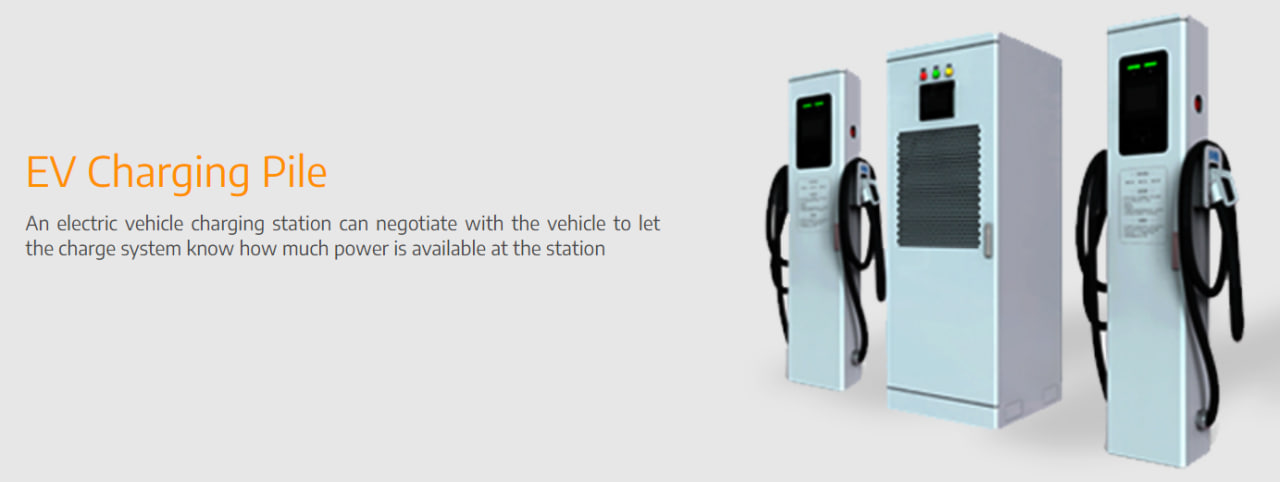 EV Charging Pile
An electric vehicle charging station can negotiate with the vehicle to let
the charge system know how much power is available at the station